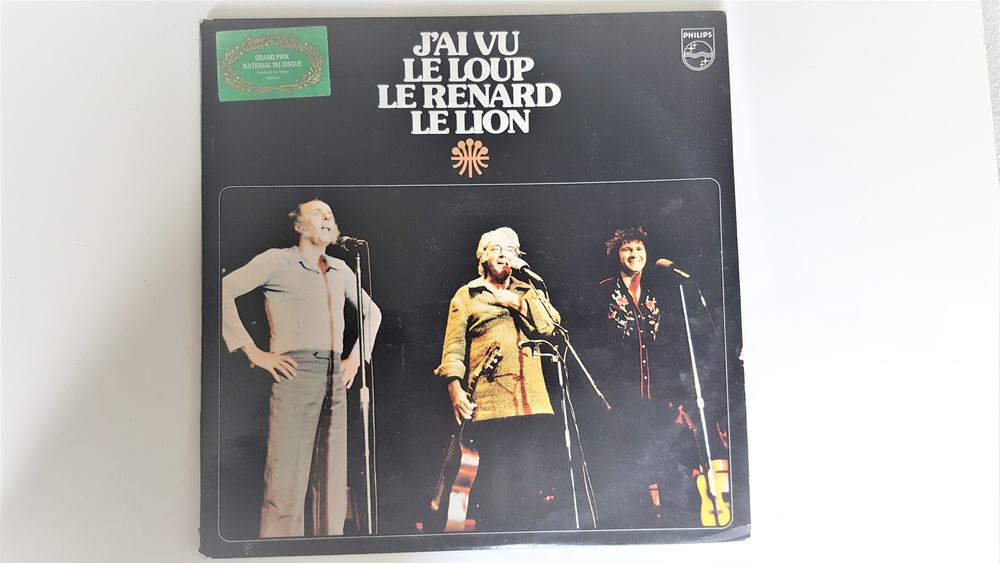 GRAND PRIX
NATIONAL DU DISQUE
J'AI VU
LE LOUP
LE RENARD
LE LION
PHILIPS